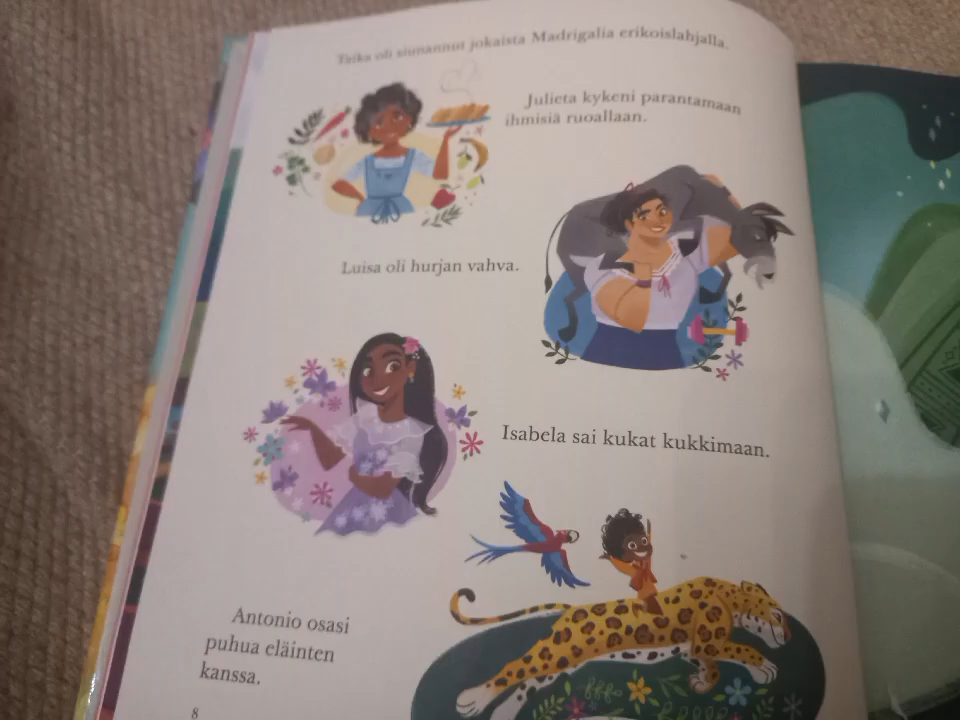 Taika oli siunannut jokaista Madrigalia erikoislahjalla.
Julieta kykeni parantamaan
ihmisiä ruoallaan.
Luisa oli hurjan vahva.
Isabela sai kukat kukkimaan.
Antonio osasi
puhua eläinten
kanssa.
8